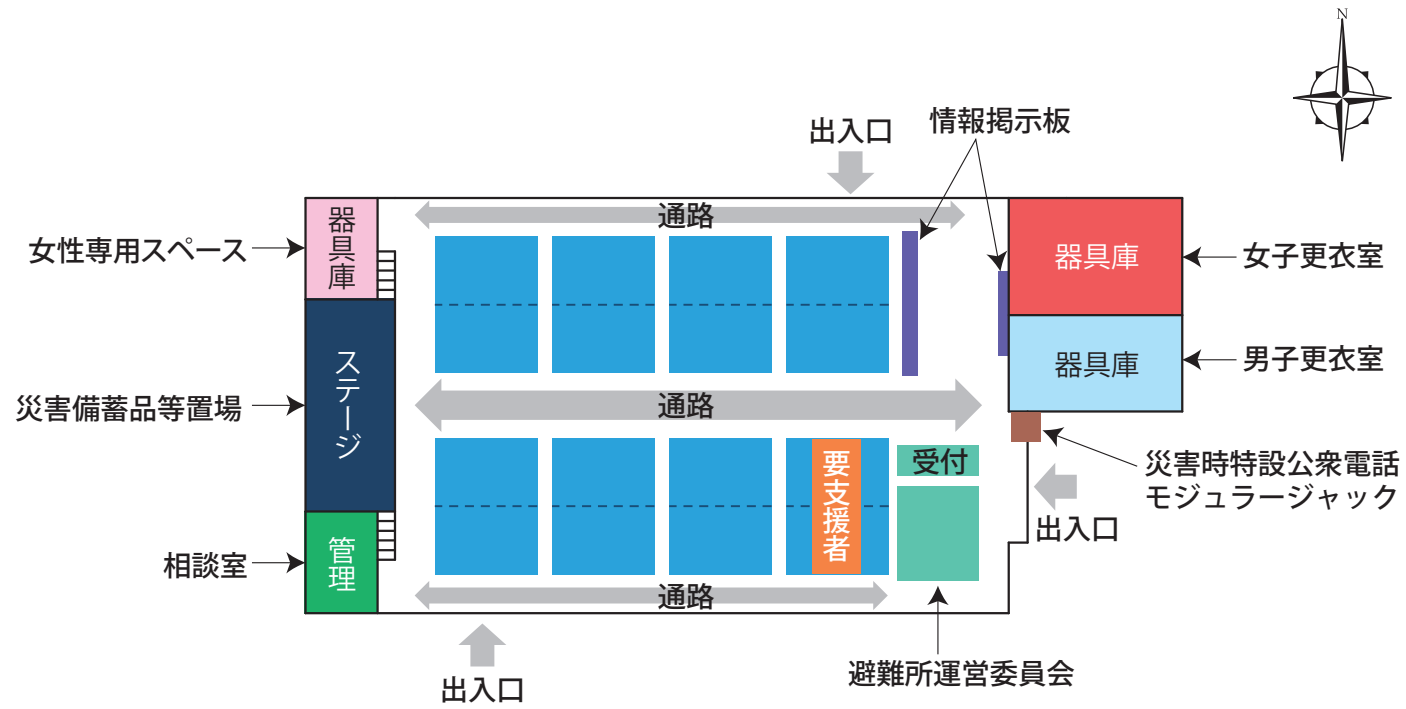 N
出入口
情報掲示板
通路
器具庫
女性専用スペース
器具庫
女子更衣室
ステージ
災害備蓄品等置場
通路
器具庫
男子更衣室
受付
要支援者
災害時特設公衆電話
モジュラージャック
出入口
管理
相談室
通路
避難所運営委員会
出入口